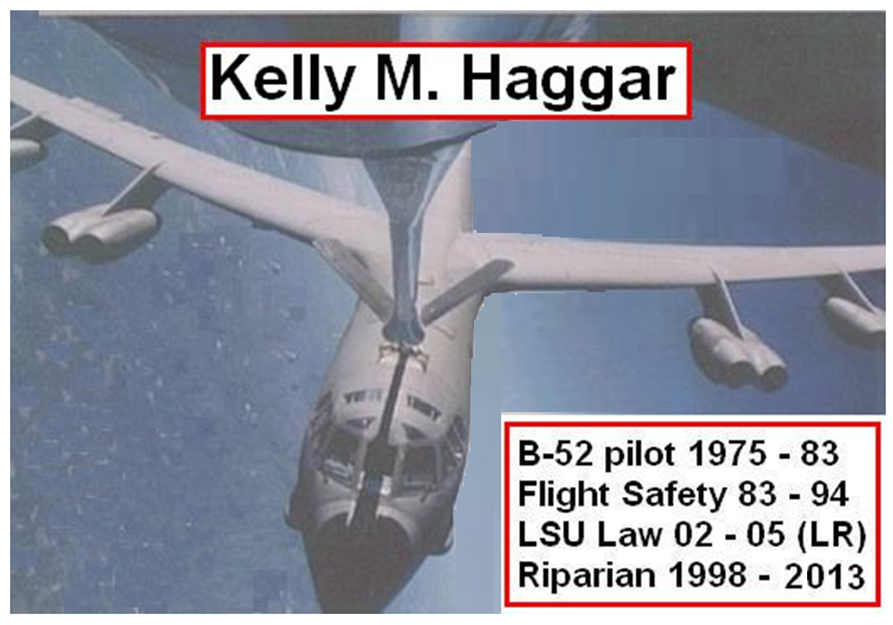 Kelly M. Haggar
B-52 pilot 1975 - 83
Flight Safety 83 - 94
LSU Law 02 - 05 (LR)
Riparian 1998 - 2013